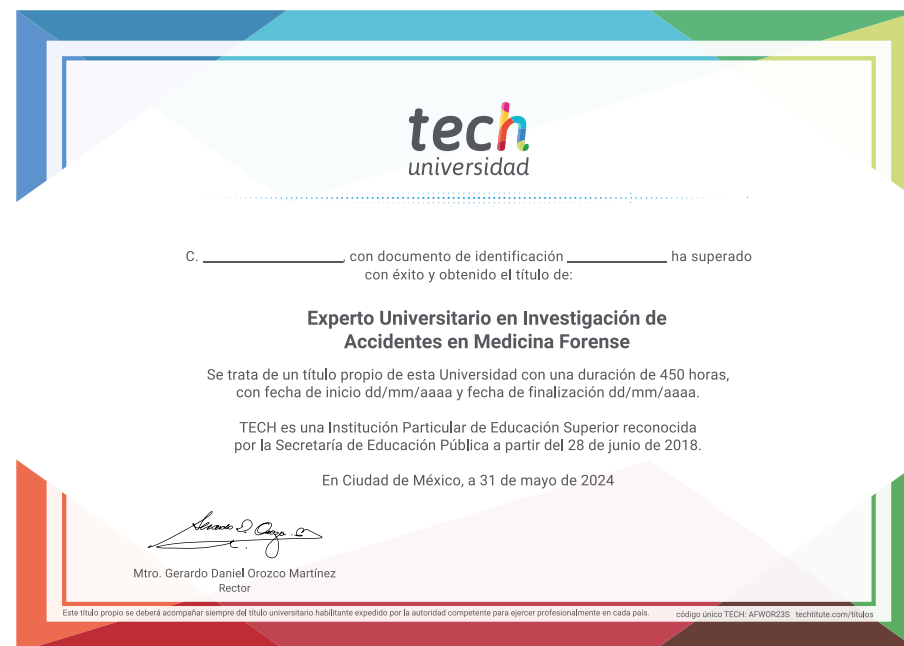 tech
universidad
C. ____________, con documento de identificación ____________ ha superado
con éxito y obtenido el título de:
Experto Universitario en Investigación de
Accidentes en Medicina Forense
Se trata de un título propio de esta Universidad con una duración de 450 horas,
con fecha de inicio dd/mm/aaaa y fecha de finalización dd/mm/aaaa.
TECH es una Institución Particular de Educación Superior reconocida
por la Secretaría de Educación Pública a partir del 28 de junio de 2018.
En Ciudad de México, a 31 de mayo de 2024
Mtro. Gerardo Daniel Orozco Martínez
Rector
Este título propio se deberá acompañar siempre del título universitario habilitante expedido por la autoridad competente para ejercer profesionalmente en cada país. código único TECH: AFWOR23S techtitute.com/titulos